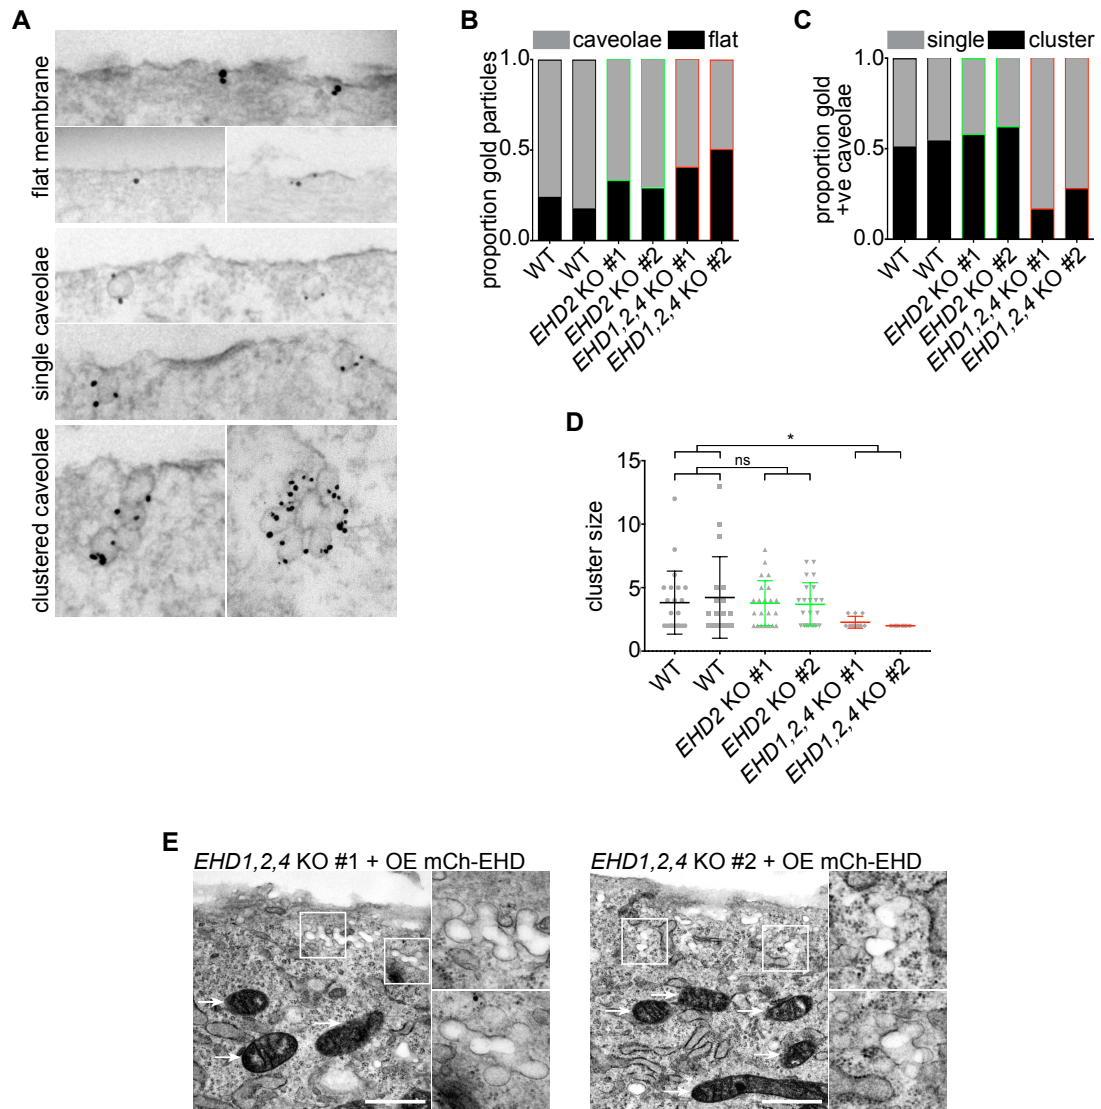 A
flat membrane
single caveolae
clustered caveolae
B
caveolae flat
proportion gold particles
1.0
0.5
0.0
WT
WT
EHD2 KO #1
EHD2 KO #2
EHD1,2,4 KO #1
EHD1,2,4 KO #2
C
single cluster
proportion gold
+ve caveolae
1.0
0.5
0.0
WT
WT
EHD2 KO #1
EHD2 KO #2
EHD1,2,4 KO #1
EHD1,2,4 KO #2
D
*
ns
cluster size
15
10
5
0
WT
WT
EHD2 KO #1
EHD2 KO #2
EHD1,2,4 KO #1
EHD1,2,4 KO #2
E
EHD1,2,4 KO #1 + OE mCh-EHD
EHD1,2,4 KO #2 + OE mCh-EHD